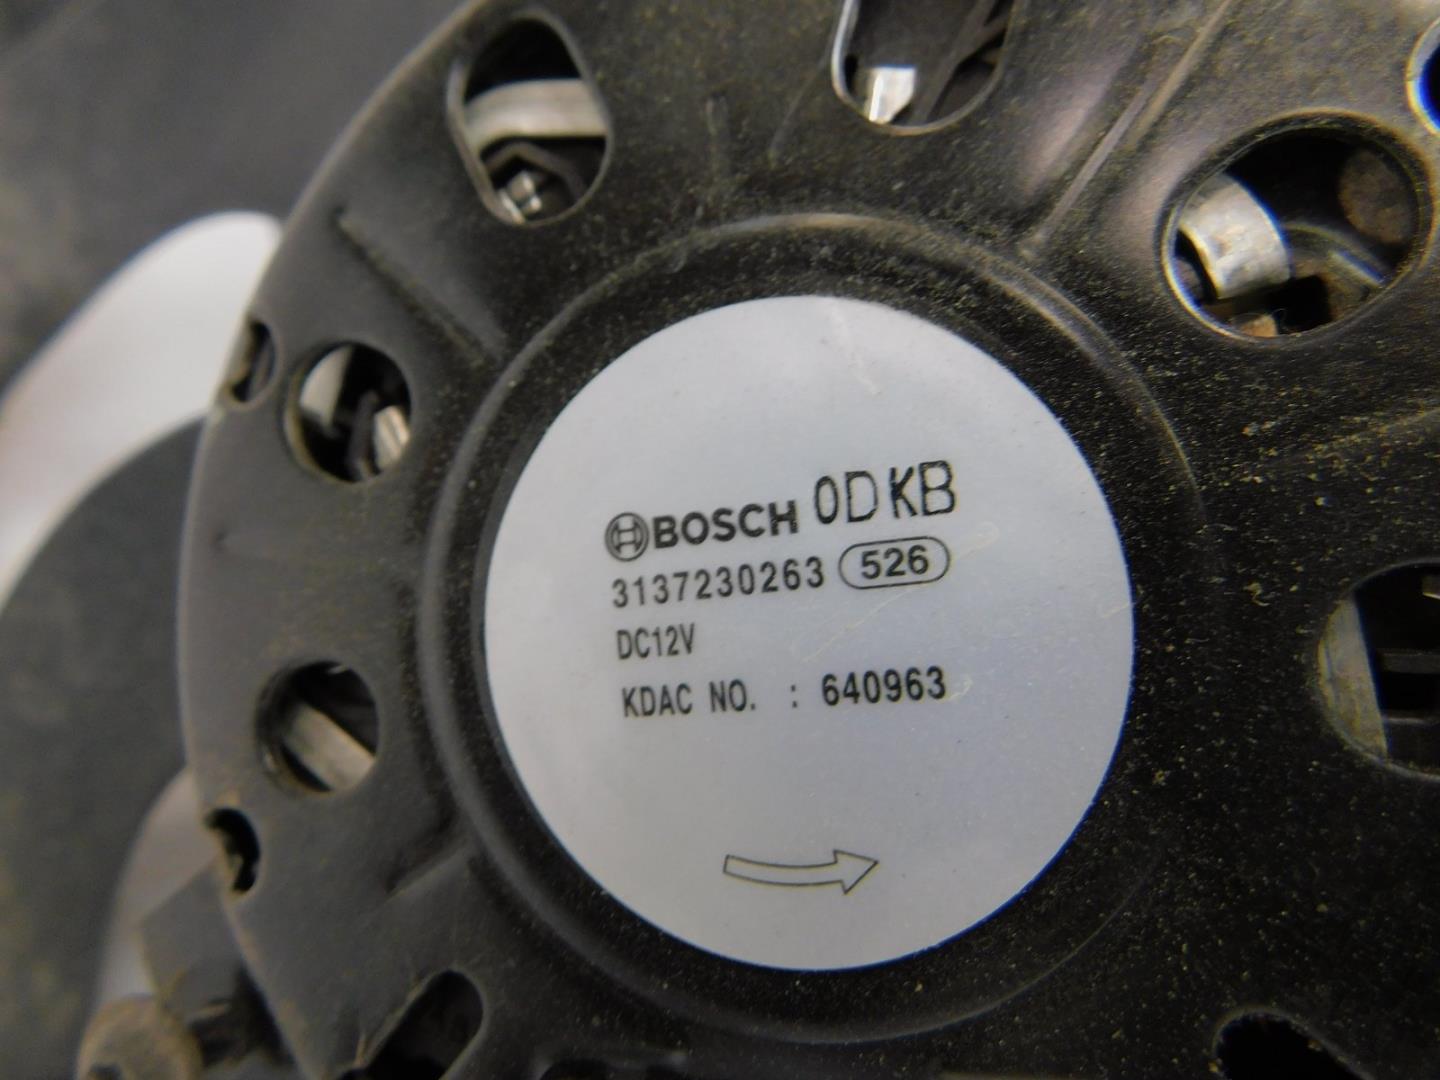 BOSCH 0DKB
3137230263 526
DC12V
KDAC NO. : 640963